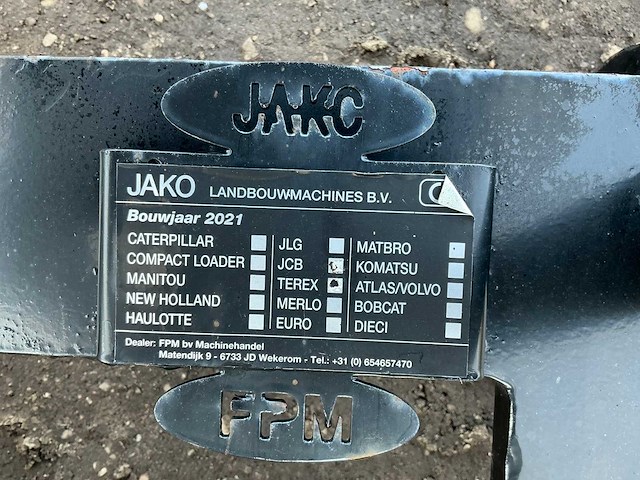 JAKO
JAKO LANDBOUWMACHINES B.V.
Bouwjaar 2021
CATERPILLAR JLG MATBRO
COMPACT LOADER JCB KOMATSU
MANITOU TEREX ATLAS/VOLVO
NEW HOLLAND MERLO BOBCAT
HAULOTTE EURO DIECI
Dealer: FPM bv Machinehandel
Matendijk 9 - 6733 JD Wekerom - Tel.: +31 (0) 654657470
FPM